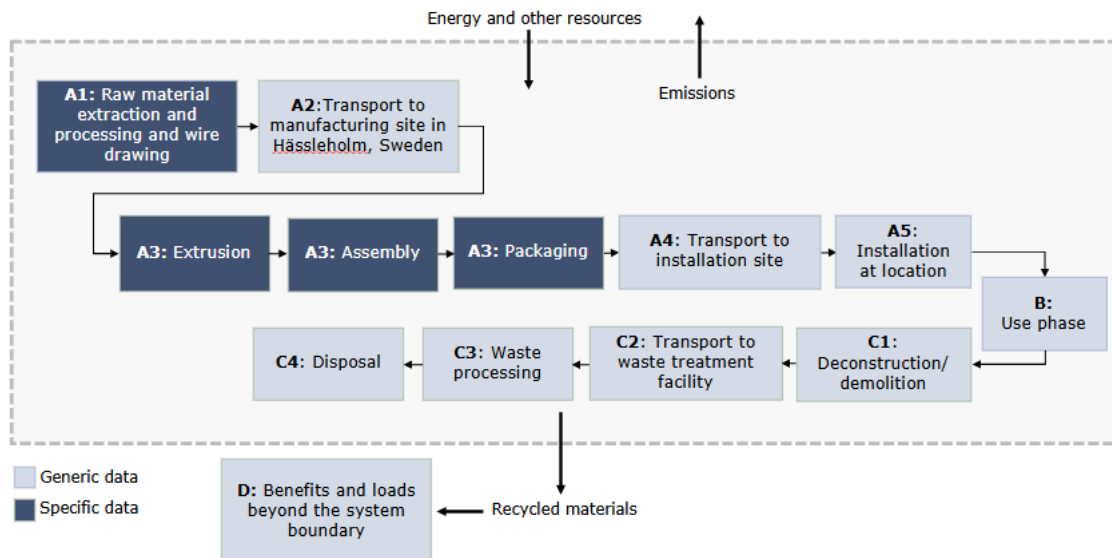 Energy and other resources
Emissions
A1: Raw material
extraction and
processing and wire
drawing
A2:Transport to
manufacturing site in
Hässleholm, Sweden
A3: Extrusion
A3: Assembly
A3: Packaging
A4: Transport to
installation site
A5:
Installation
at location
B:
Use phase
C4: Disposal
C3: Waste
processing
C2: Transport to
waste treatment
facility
C1:
Deconstruction/
demolition
Generic data
Specific data
D: Benefits and loads
beyond the system
boundary
Recycled materials